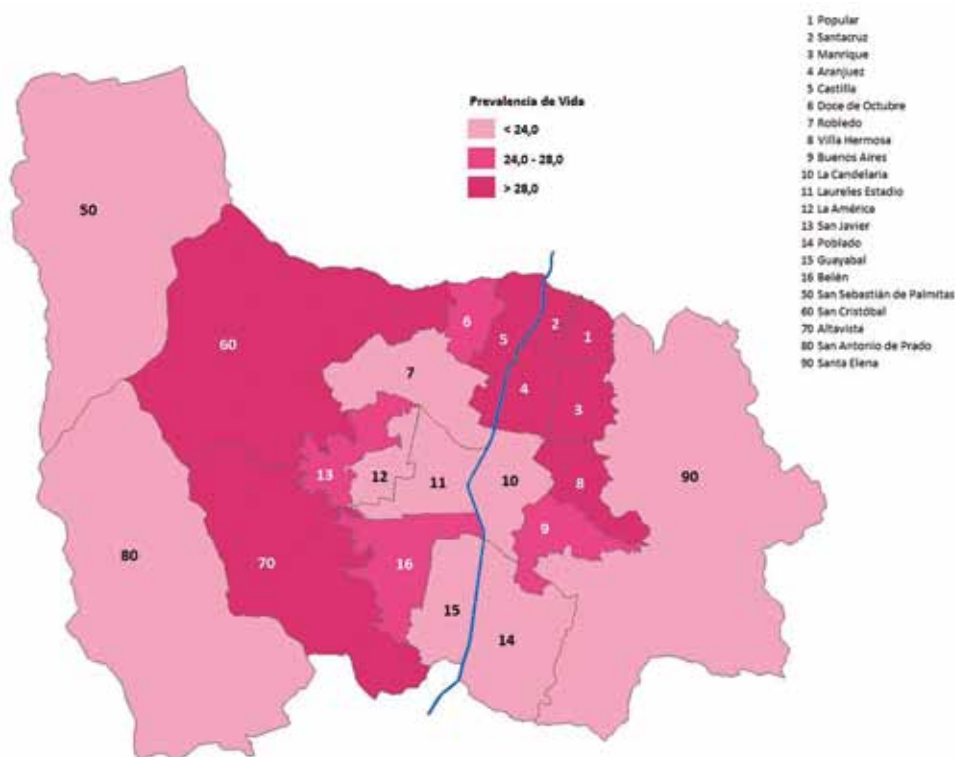 1 Popular
2 Santacruz
3 Manrique
4 Aranjuez
5 Castilla
6 Doce de Octubre
7 Robledo
8 Villa Hermosa
9 Buenos Aires
10 La Candelaria
11 Laureles Estadio
12 La América
13 San Javier
14 Poblado
15 Guayabal
16 Belén
50 San Sebastián de Palmitas
60 San Cristóbal
70 Altavista
80 San Antonio de Prado
90 Santa Elena
Prevalencia de Vida
< 24,0
24,0 - 28,0
> 28,0
50
60
6
5
2
1
7
4
3
13
12
11
10
8
90
9
80
70
16
15
14